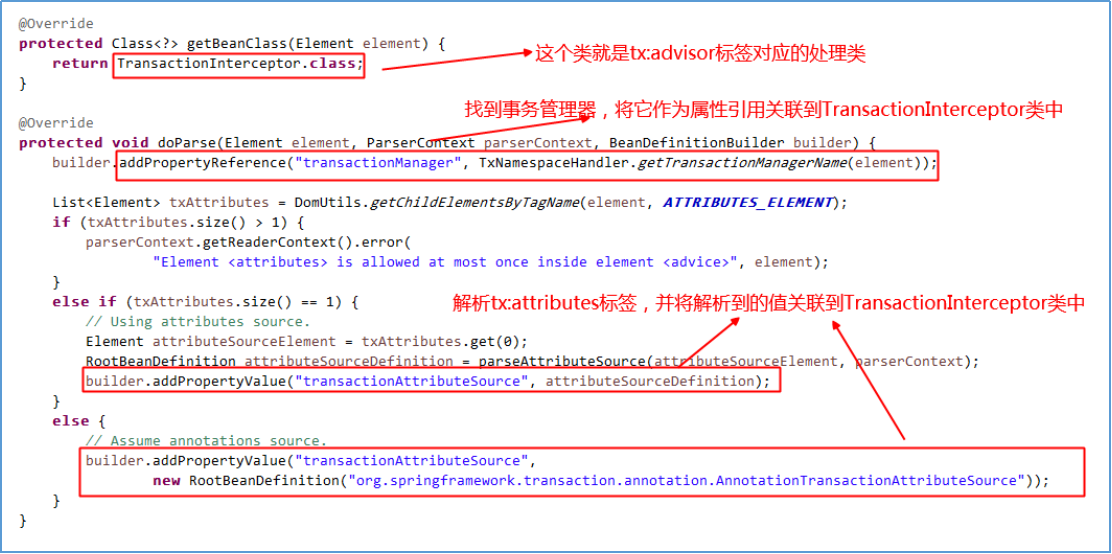 @Override
protected Class<?> getBeanClass(Element element) {
return TransactionInterceptor.class;
这个类就是tx:advisor标签对应的处理类
}
找到事务管理器，将它作为属性引用关联到TransactionInterceptor类中
@Override
protected void doParse(Element element, ParserContext parserContext, BeanDefinitionBuilder builder) {
builder.addPropertyReference("transactionManager", TxNamespaceHandler.getTransactionManagerName(element));
List<Element> txAttributes = DomUtils.getChildElementsByTagName(element, ATTRIBUTES_ELEMENT);
if (txAttributes.size() > 1) {
parserContext.getReaderContext().error(
"Element <attributes> is allowed at most once inside element <advice>", element);
}
else if (txAttributes.size() == 1) {
解析tx:attributes标签，并将解析到的值关联到TransactionInterceptor类中
// Using attributes source.
Element attributeSourceElement = txAttributes.get(0);
RootBeanDefinition attributeSourceDefinition = parseAttributeSource(attributeSourceElement, parserContext);
builder.addPropertyValue("transactionAttributeSource", attributeSourceDefinition);
}
else {
// Assume annotations source.
builder.addPropertyValue("transactionAttributeSource",
new RootBeanDefinition("org.springframework.transaction.annotation.AnnotationTransactionAttributeSource"));
}
}